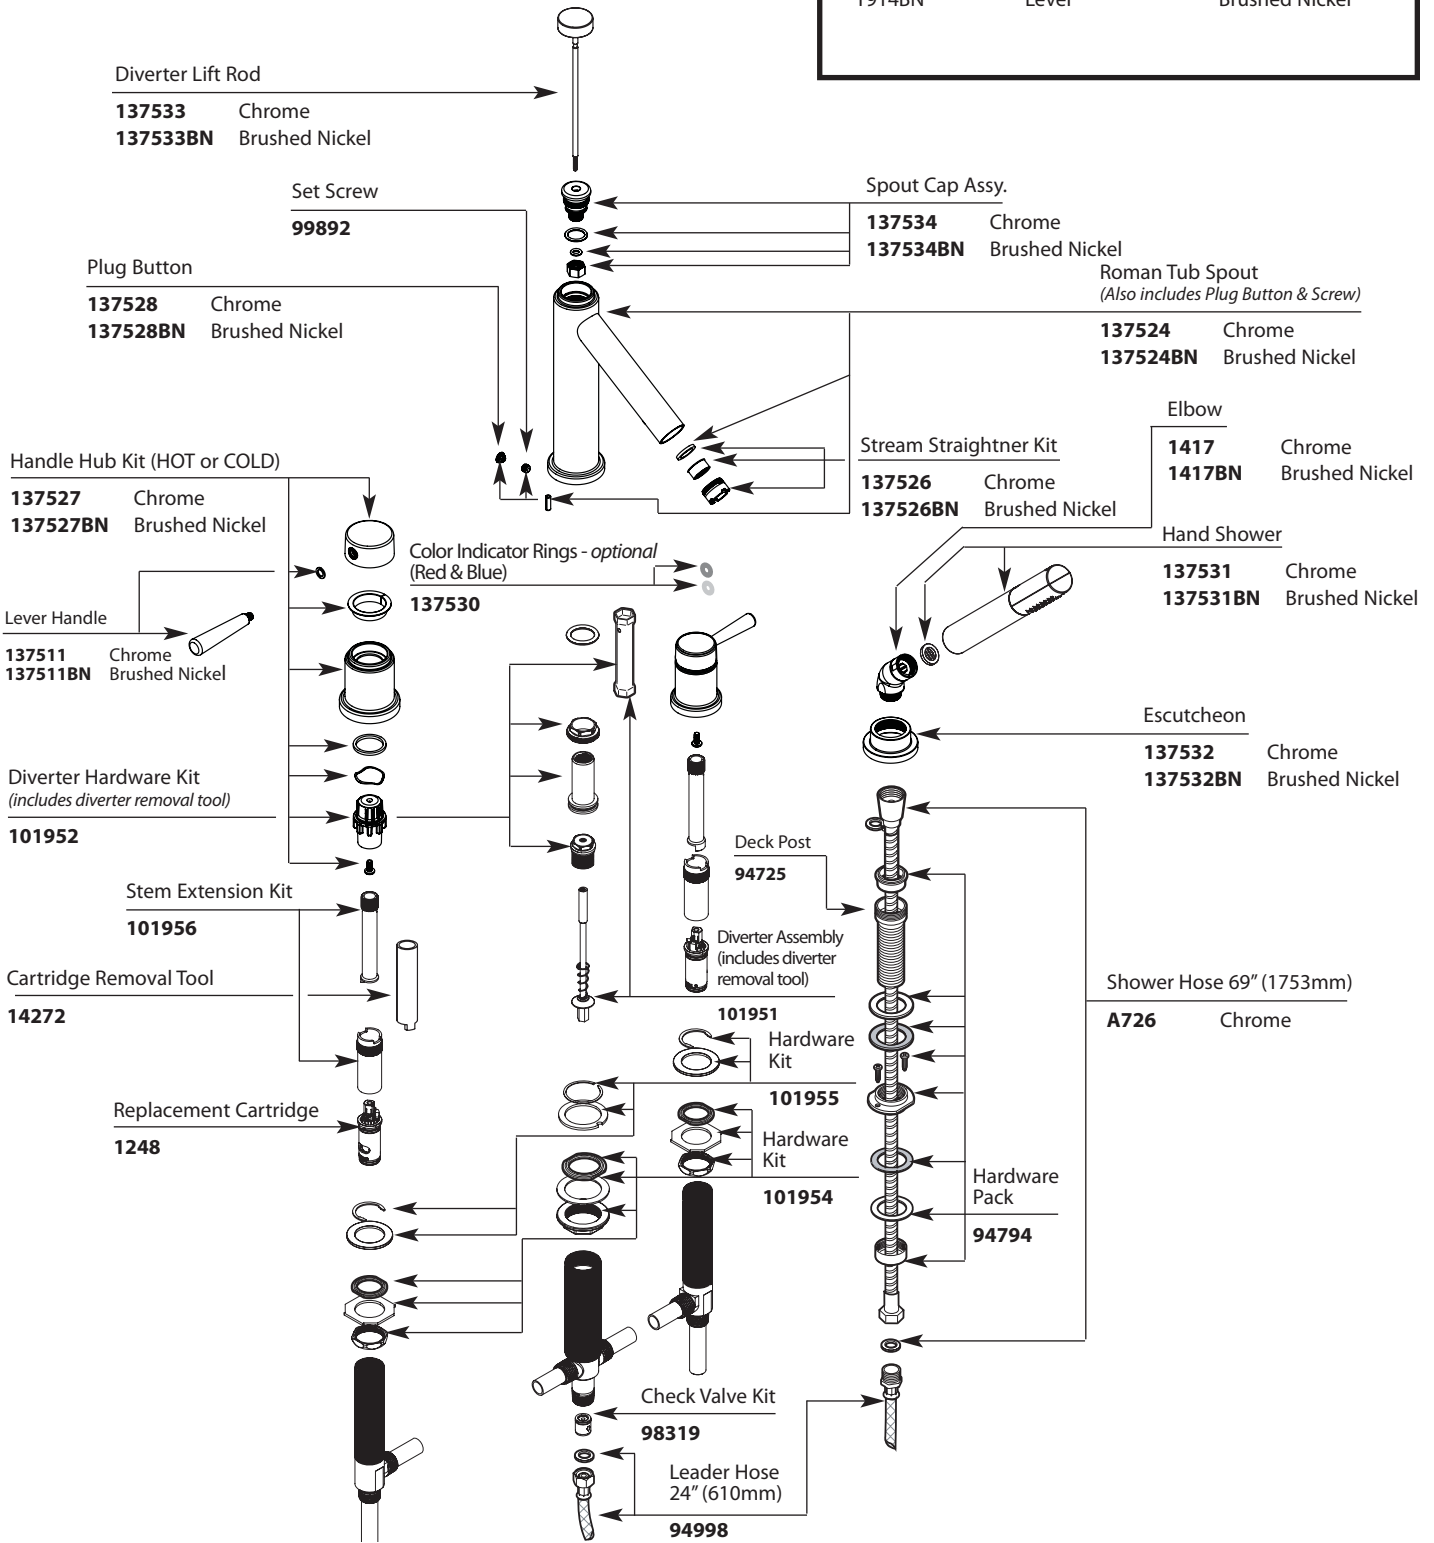 1914BN Lever Brushed Nickel
Diverter Lift Rod
137533 Chrome
137533BN Brushed Nickel
Set Screw
99892
Spout Cap Assy.
137534 Chrome
137534BN Brushed Nickel
Plug Button
137528 Chrome
137528BN Brushed Nickel
Roman Tub Spout
(Also includes Plug Button & Screw)
137524 Chrome
137524BN Brushed Nickel
Elbow
1417 Chrome
1417BN Brushed Nickel
Stream Straightner Kit
137526 Chrome
137526BN Brushed Nickel
Handle Hub Kit (HOT or COLD)
137527 Chrome
137527BN Brushed Nickel
Hand Shower
137531 Chrome
137531BN Brushed Nickel
Color Indicator Rings - optional
(Red & Blue)
137530
Lever Handle
137511 Chrome
137511BN Brushed Nickel
Escutcheon
137532 Chrome
137532BN Brushed Nickel
Diverter Hardware Kit
(includes diverter removal tool)
101952
Deck Post
94725
Stem Extension Kit
101956
Diverter Assembly
(includes diverter
removal tool)
101951
Cartridge Removal Tool
14272
Shower Hose 69” (1753mm)
A726 Chrome
Hardware
Kit
101955
Replacement Cartridge
1248
Hardware
Kit
101954
Hardware
Pack
94794
Check Valve Kit
98319
Leader Hose
24” (610mm)
94998